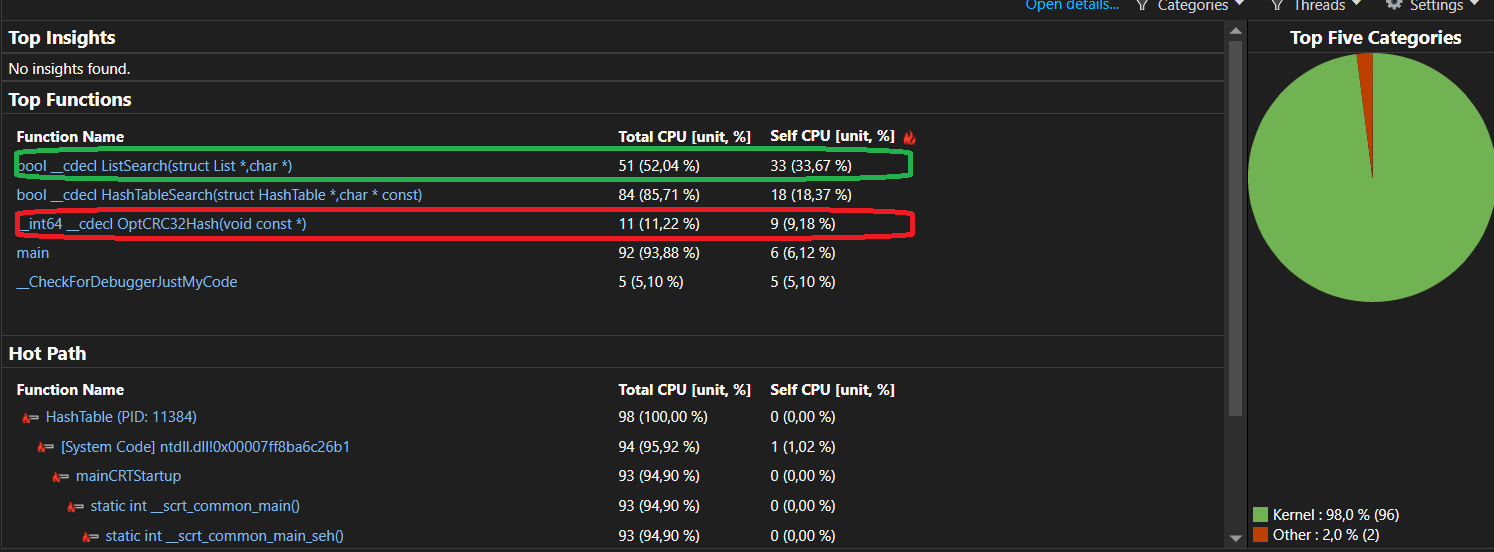 Open details... Categories Threads Settings
Top Insights
No insights found.
Top Functions
Function Name Total CPU [unit, %] Self CPU [unit, %]
bool __cdecl ListSearch(struct List *,char *) 51 (52,04 %) 33 (33,67 %)
bool __cdecl HashTableSearch(struct HashTable *,char * const) 84 (85,71 %) 18 (18,37 %)
__int64 __cdecl OptCRC32Hash(void const *) 11 (11,22 %) 9 (9,18 %)
main 92 (93,88 %) 6 (6,12 %)
__CheckForDebuggerJustMyCode 5 (5,10 %) 5 (5,10 %)
Hot Path
Function Name Total CPU [unit, %] Self CPU [unit, %]
HashTable (PID: 11384) 98 (100,00 %) 0 (0,00 %)
[System Code] ntdll.dll!0x00007ff8ba6c26b1 94 (95,92 %) 1 (1,02 %)
mainCRTStartup 93 (94,90 %) 0 (0,00 %)
static int __scrt_common_main() 93 (94,90 %) 0 (0,00 %)
static int __scrt_common_main_seh() 93 (94,90 %) 0 (0,00 %)
Top Five Categories
Kernel : 98,0 % (96)
Other : 2,0 % (2)